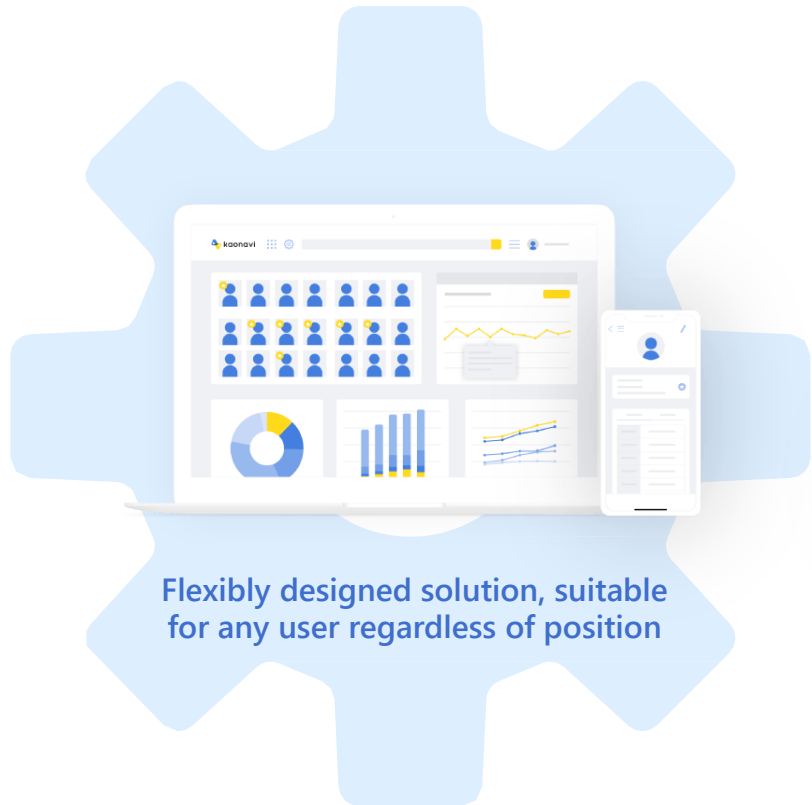 kaonavi
Flexibly designed solution, suitable
for any user regardless of position